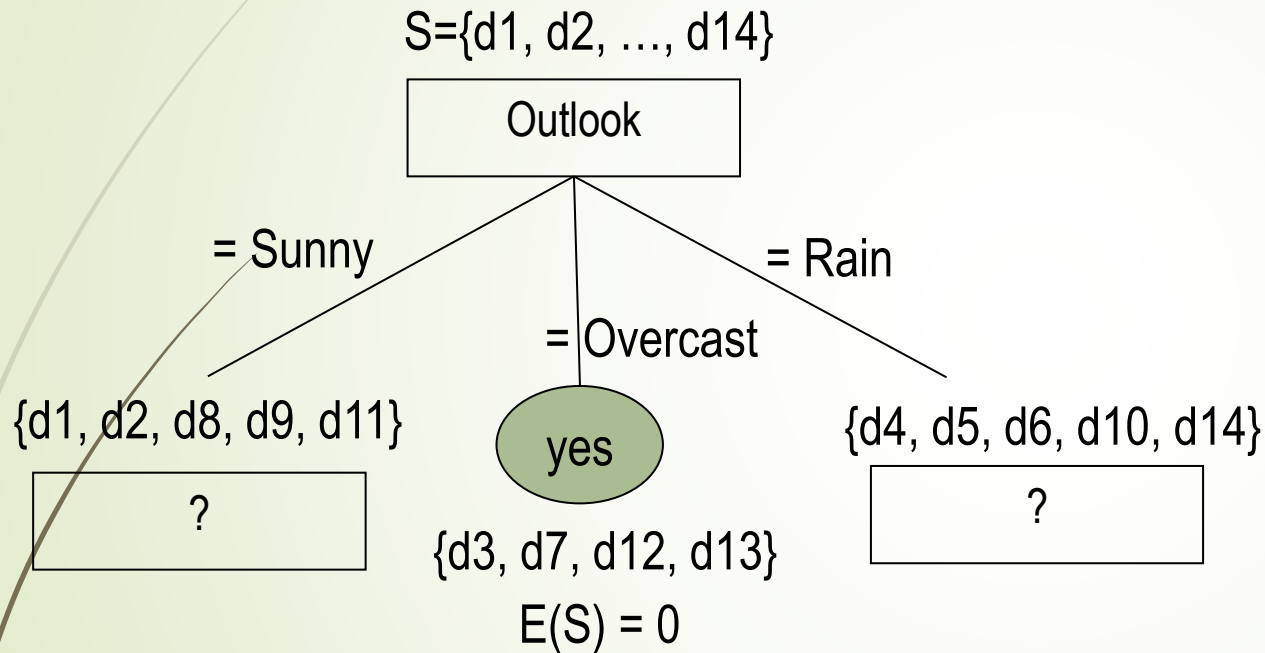 S={d1, d2, …, d14}
Outlook
= Sunny
= Rain
= Overcast
{d1, d2, d8, d9, d11}
yes
{d4, d5, d6, d10, d14}
?
?
{d3, d7, d12, d13}
E(S) = 0